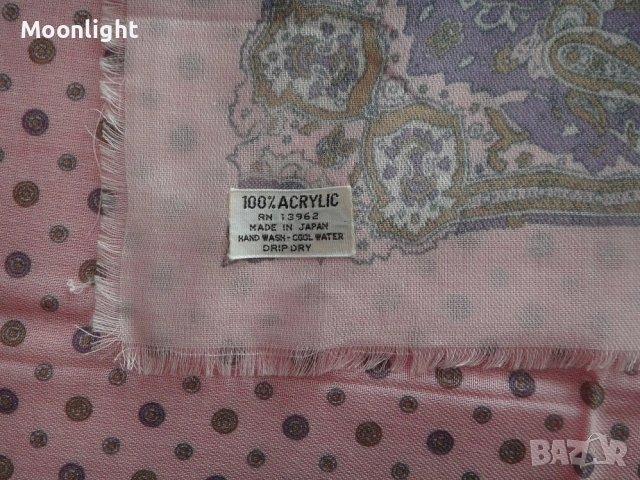 Moonlight
100% ACRYLIC
RN 13962
MADE IN JAPAN
HAND WASH - COOL WATER
DRIP DRY
BAZAR